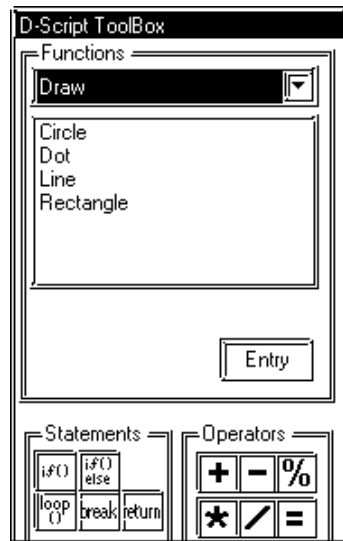 D-Script ToolBox
Functions
Draw
Circle
Dot
Line
Rectangle
Entry
Statements
if()
if()
else
loop
()
break
return
Operators
+ - %
* / =